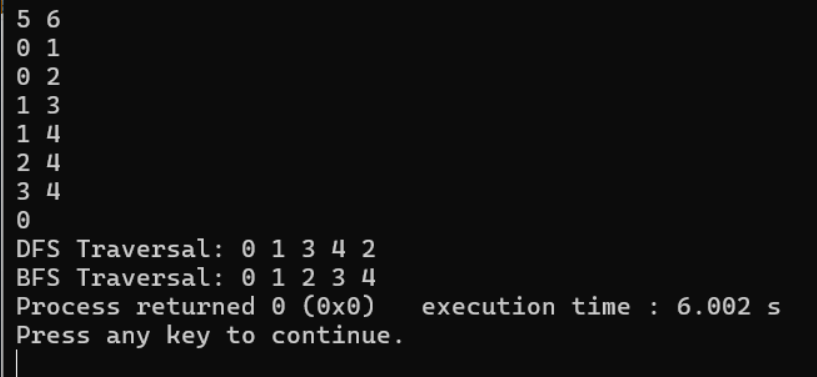 5 6
0 1
0 2
1 3
1 4
2 4
3 4
0
DFS Traversal: 0 1 3 4 2
BFS Traversal: 0 1 2 3 4
Process returned 0 (0x0)   execution time : 6.002 s
Press any key to continue.